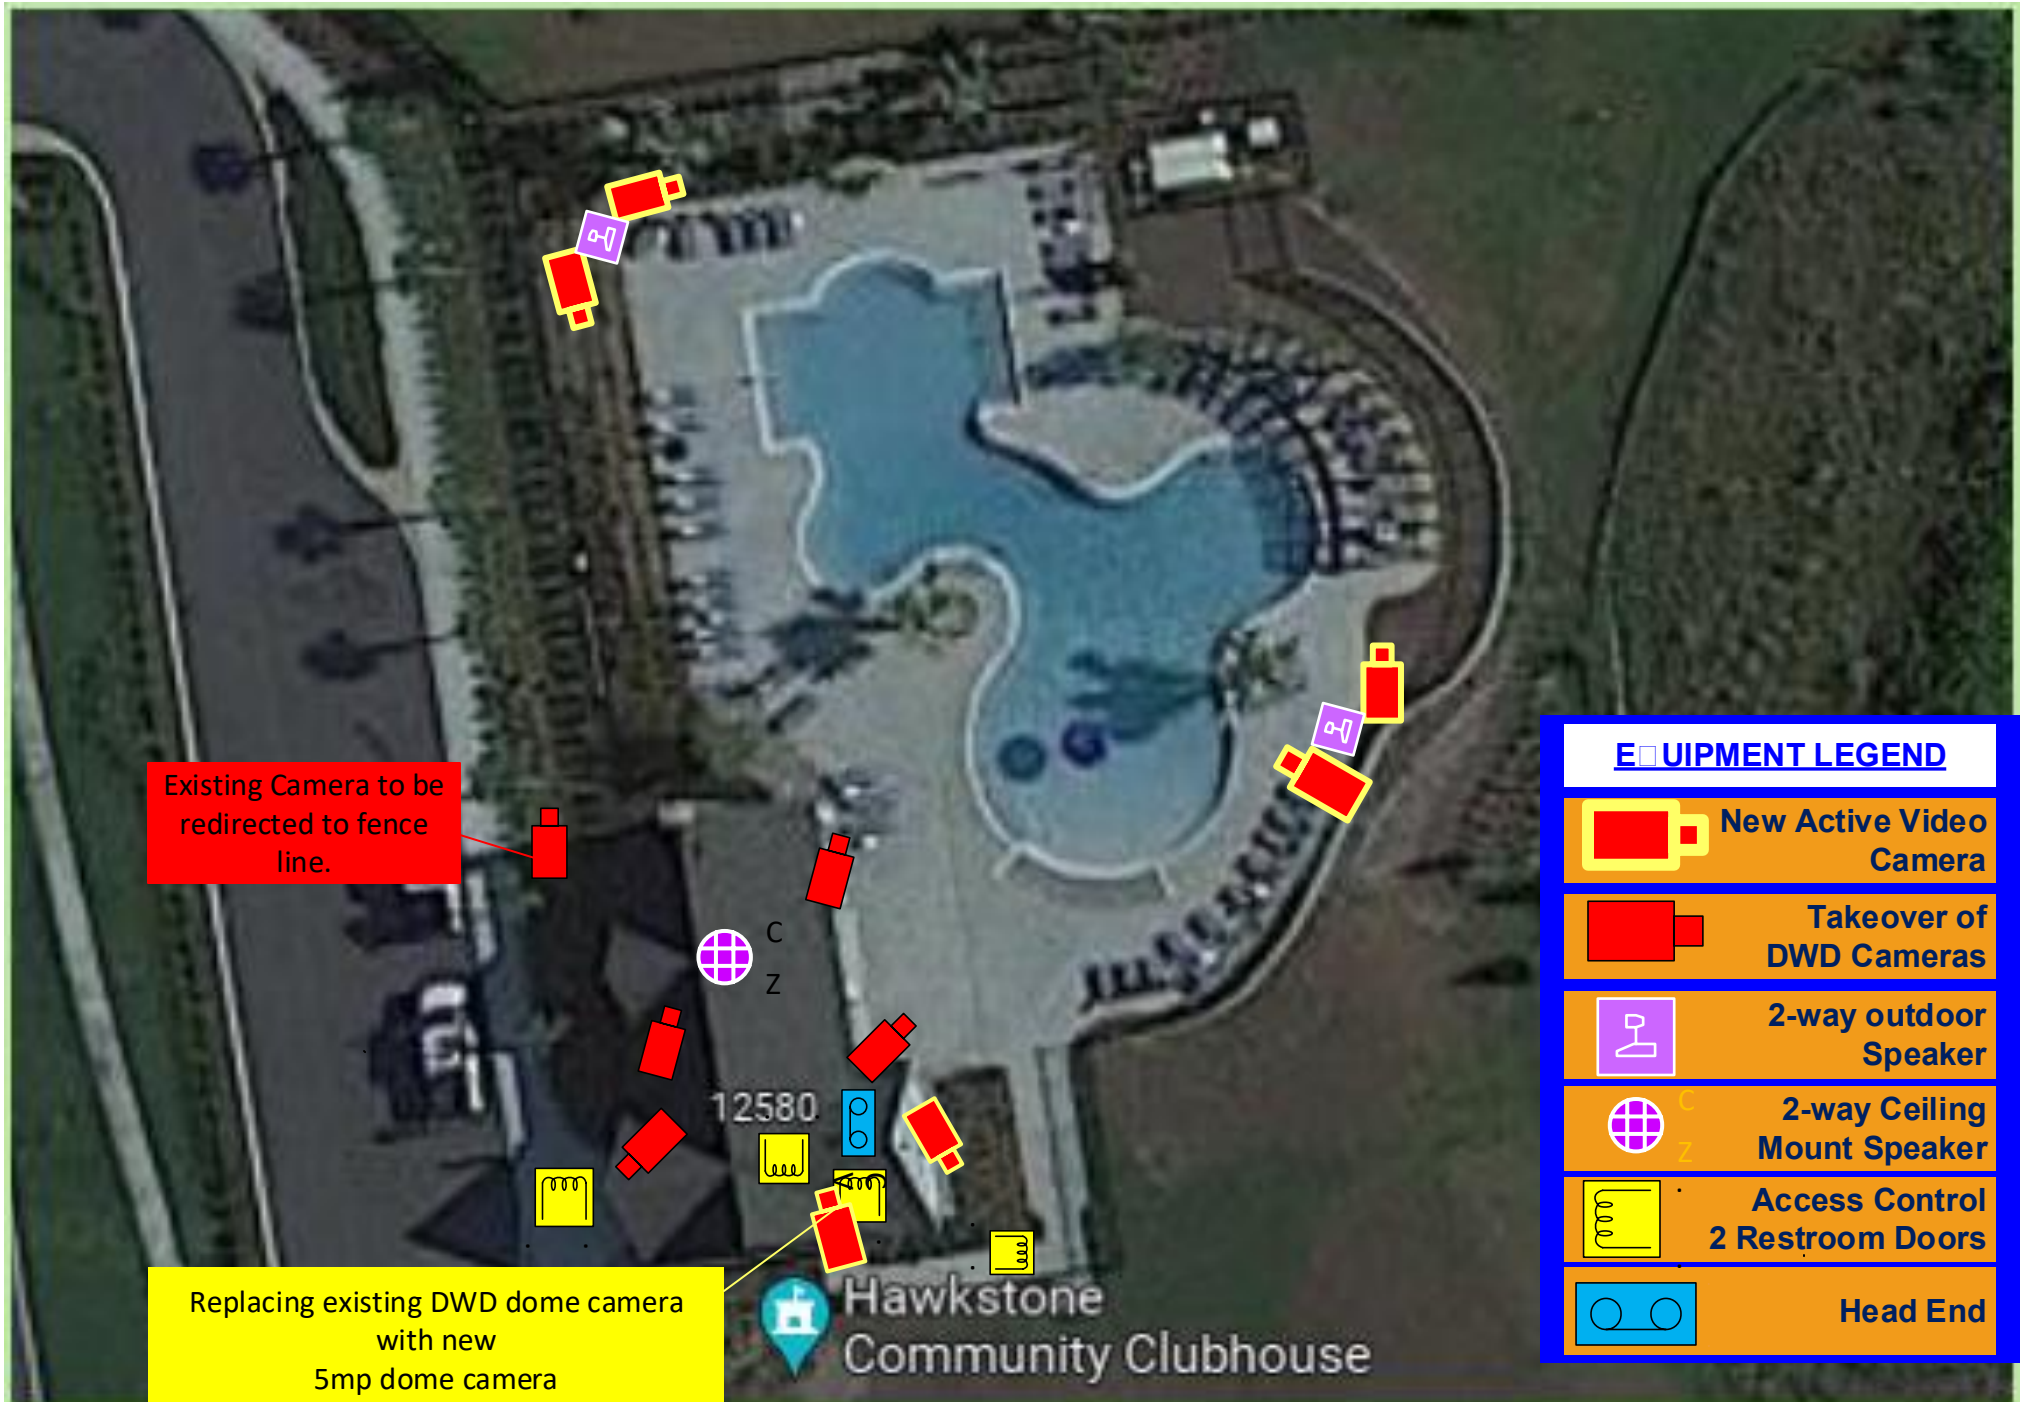 Existing Camera to be
redirected to fence
line.
C
Z
12580
Replacing existing DWD dome camera
with new
5mp dome camera
Hawkstone
Community Clubhouse
E□UIPMENT LEGEND
New Active Video
Camera
Takeover of
DWD Cameras
2-way outdoor
Speaker
C
Z
2-way Ceiling
Mount Speaker
Access Control
2 Restroom Doors
Head End